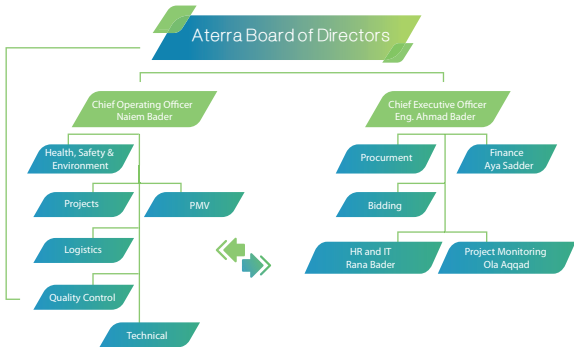 Aterra Board of Directors
Chief Operating Officer
Naiem Bader
Chief Executive Officer
Eng. Ahmad Bader
Health, Safety &
Environment
Procurment
Finance
Aya Sadder
Projects
PMV
Bidding
Logistics
HR and IT
Rana Bader
Project Monitoring
Ola Aqqad
Quality Control
Technical